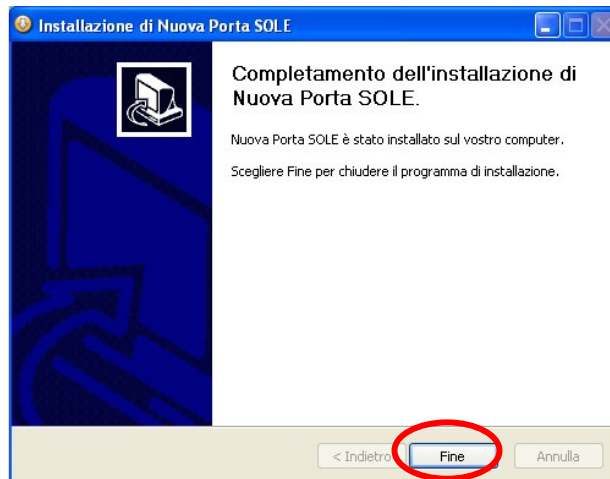 Installazione di Nuova Porta SOLE
Completamento dell'installazione di
Nuova Porta SOLE.
Nuova Porta SOLE è stato installato sul vostro computer.
Scegliere Fine per chiudere il programma di installazione.
< Indietro
Fine
Annulla